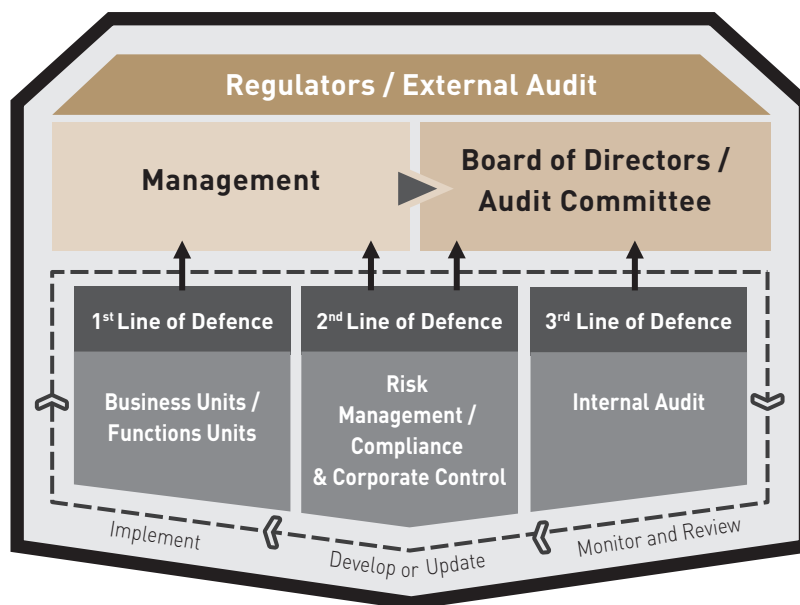 Regulators / External Audit
Management
Board of Directors /
Audit Committee
1st Line of Defence
2nd Line of Defence
3rd Line of Defence
Business Units /
Functions Units
Risk
Management /
Compliance
& Corporate Control
Internal Audit
Implement
Develop or Update
Monitor and Review